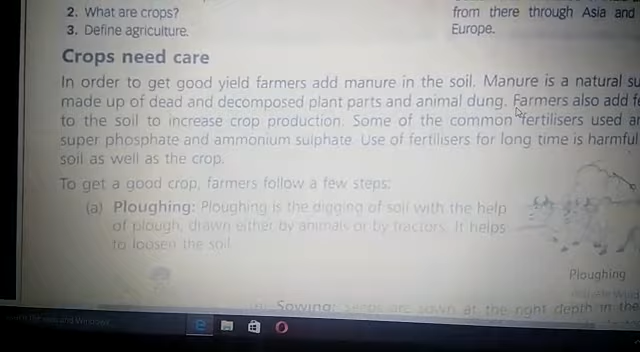 2. What are crops?
3. Define agriculture.
from there through Asia and
Europe.
Crops need care
In order to get good yield farmers add manure in the soil. Manure is a natural su
made up of dead and decomposed plant parts and animal dung. Farmers also add f
to the soil to increase crop production. Some of the common fertilisers used ar
super phosphate and ammonium sulphate. Use of fertilisers for long time is harmful
soil as well as the crop.
To get a good crop, farmers follow a few steps:
(a) Ploughing: Ploughing is the digging of soil with the help
of plough, drawn either by animals or by tractors. It helps
to loosen the soil.
Ploughing
Sowing: Seeds are sown at the right depth in the